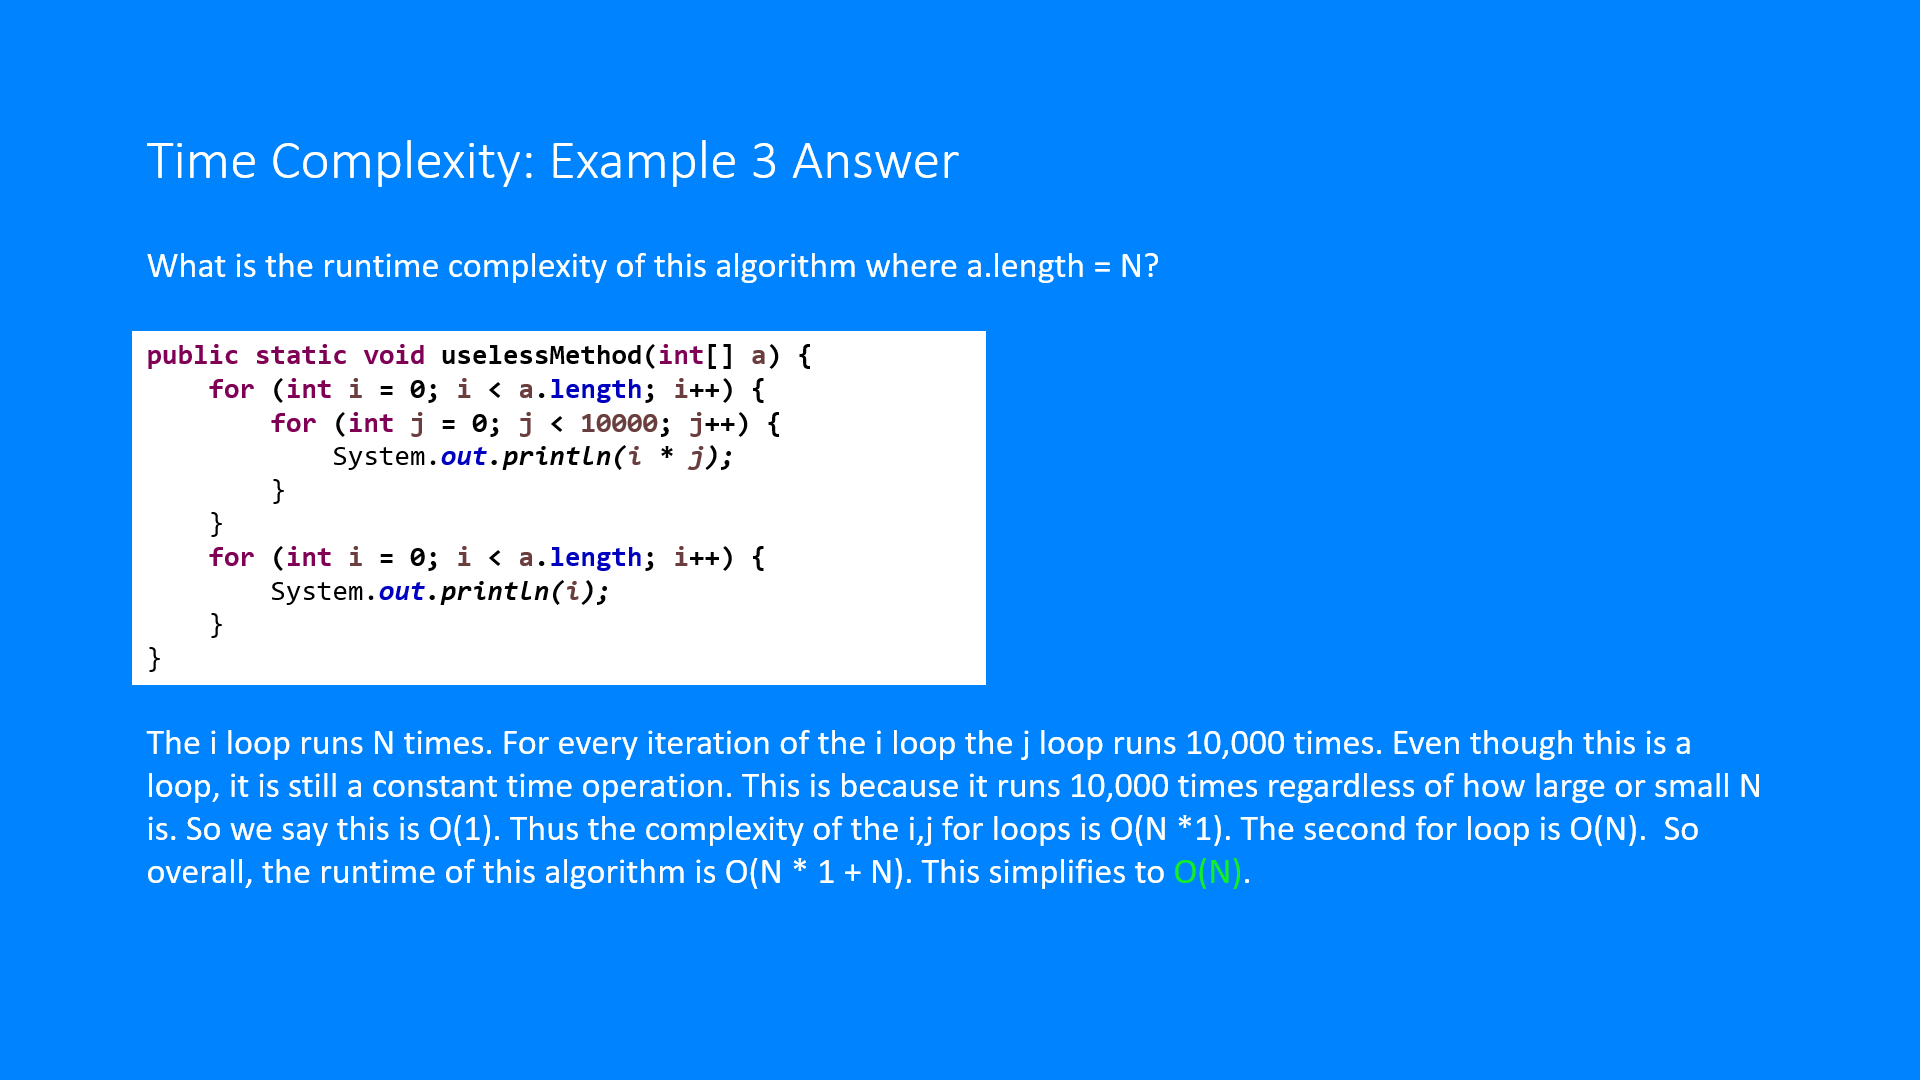 Time Complexity: Example 3 Answer
What is the runtime complexity of this algorithm where a.length = N?
public static void uselessMethod(int[] a) {
    for (int i = 0; i < a.length; i++) {
        for (int j = 0; j < 10000; j++) {
            System.out.println(i * j);
        }
    }
    for (int i = 0; i < a.length; i++) {
        System.out.println(i);
    }
}
The i loop runs N times. For every iteration of the i loop the j loop runs 10,000 times. Even though this is a
loop, it is still a constant time operation. This is because it runs 10,000 times regardless of how large or small N
is. So we say this is O(1). Thus the complexity of the i,j for loops is O(N *1). The second for loop is O(N).  So
overall, the runtime of this algorithm is O(N * 1 + N). This simplifies to O(N).